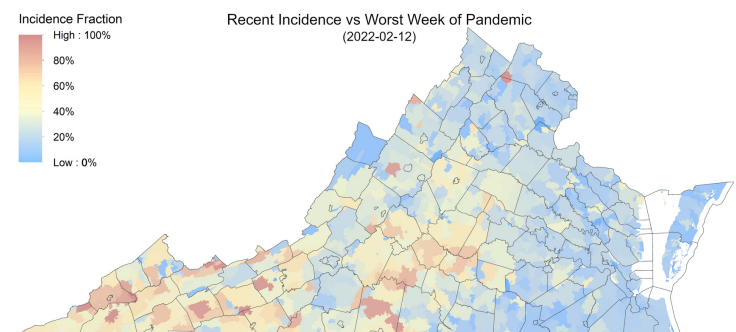 Recent Incidence vs Worst Week of Pandemic
(2022-02-12)
Incidence Fraction
High : 100%
80%
60%
40%
20%
Low : 0%